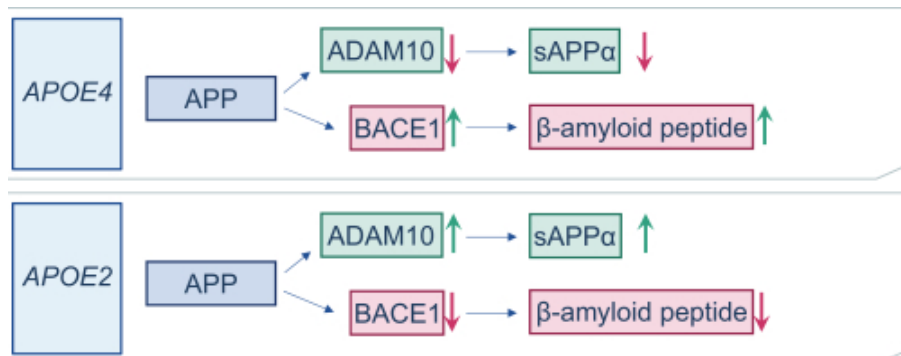 APOE4
APP
ADAM10
sAPPα
BACE1
β-amyloid peptide
APOE2
APP
ADAM10
sAPPα
BACE1
β-amyloid peptide